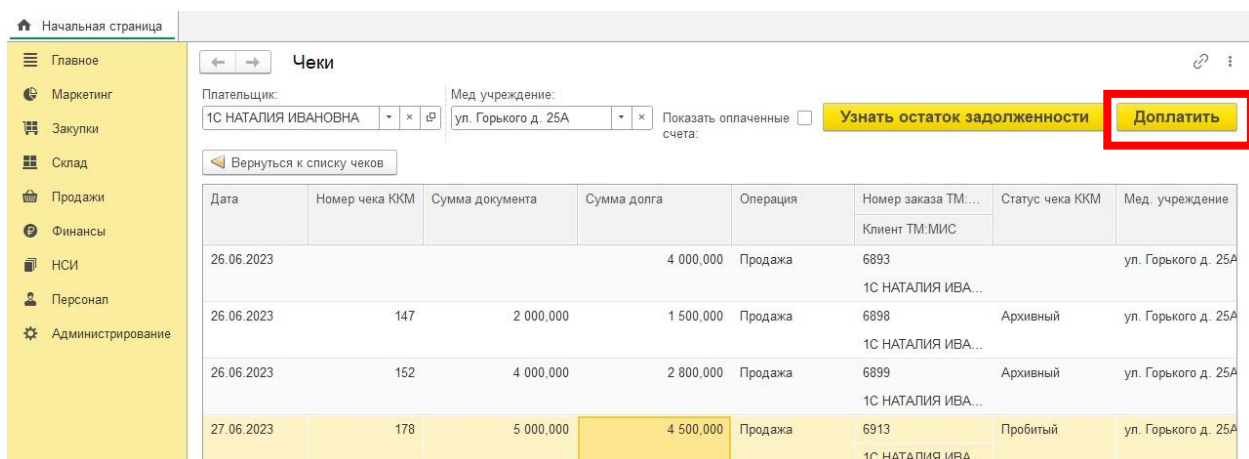 Начальная страница
Главное
Маркетинг
Закупки
Склад
Продажи
Финансы
НСИ
Персонал
Администрирование
Чеки
Плательщик:
Мед учреждение:
1С НАТАЛИЯ ИВАНОВНА
ул. Горького д. 25А
Показать оплаченные счета:
Узнать остаток задолженности
Доплатить
Вернуться к списку чеков
Дата Номер чека ККМ Сумма документа Сумма долга Операция Номер заказа ТМ:... Статус чека ККМ Мед. учреждение
Клиент ТМ:МИС
26.06.2023 4 000,000 Продажа 6893 ул. Горького д. 25А
1С НАТАЛИЯ ИВА...
26.06.2023 147 2 000,000 1 500,000 Продажа 6898 Архивный ул. Горького д. 25А
1С НАТАЛИЯ ИВА...
26.06.2023 152 4 000,000 2 800,000 Продажа 6899 Архивный ул. Горького д. 25А
1С НАТАЛИЯ ИВА...
27.06.2023 178 5 000,000 4 500,000 Продажа 6913 Пробитый ул. Горького д. 25А
1С НАТАЛИЯ ИВА